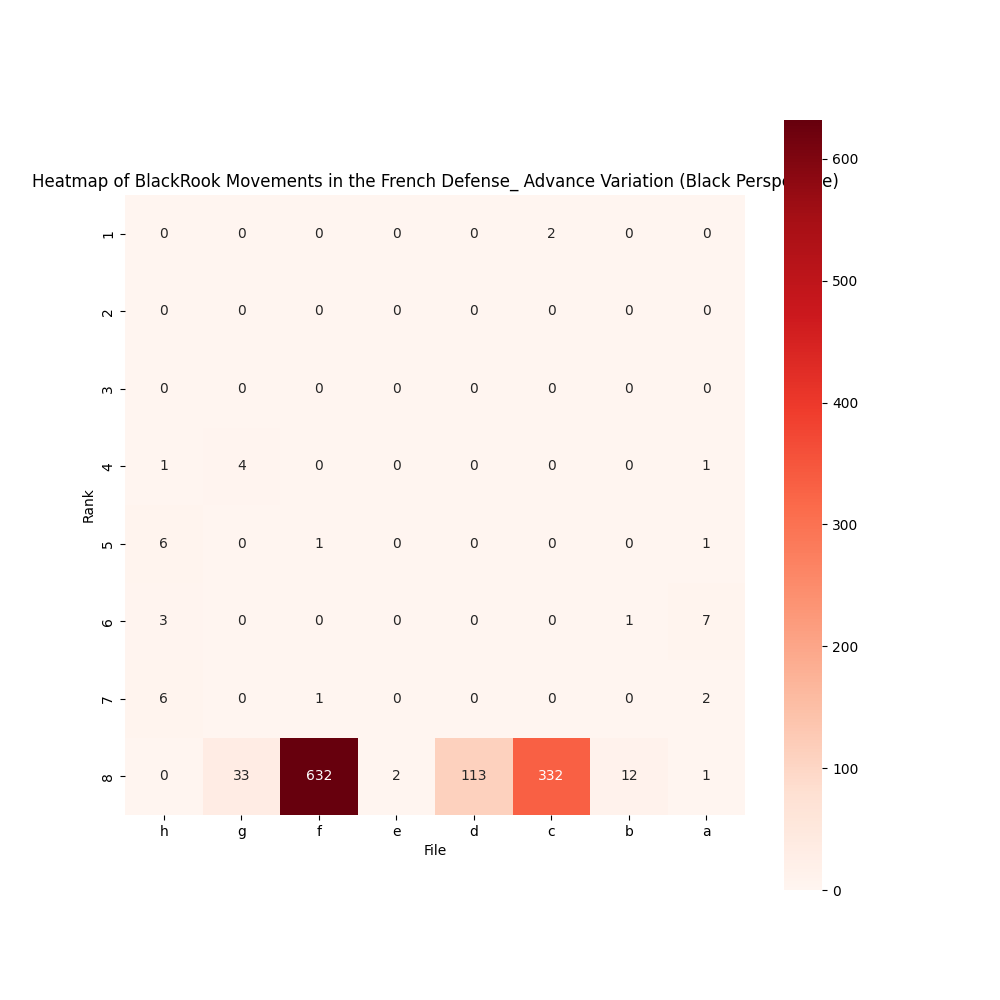 Heatmap of BlackRook Movements in the French Defense_ Advance Variation (Black Persp e)
Rank
1 0 0 0 0 0 2 0 0
2 0 0 0 0 0 0 0 0
3 0 0 0 0 0 0 0 0
4 1 4 0 0 0 0 0 1
5 6 0 1 0 0 0 0 1
6 3 0 0 0 0 0 1 7
7 6 0 1 0 0 0 0 2
8 0 33 632 2 113 332 12 1
h g f e d c b a
File
600
500
400
300
200
100
0